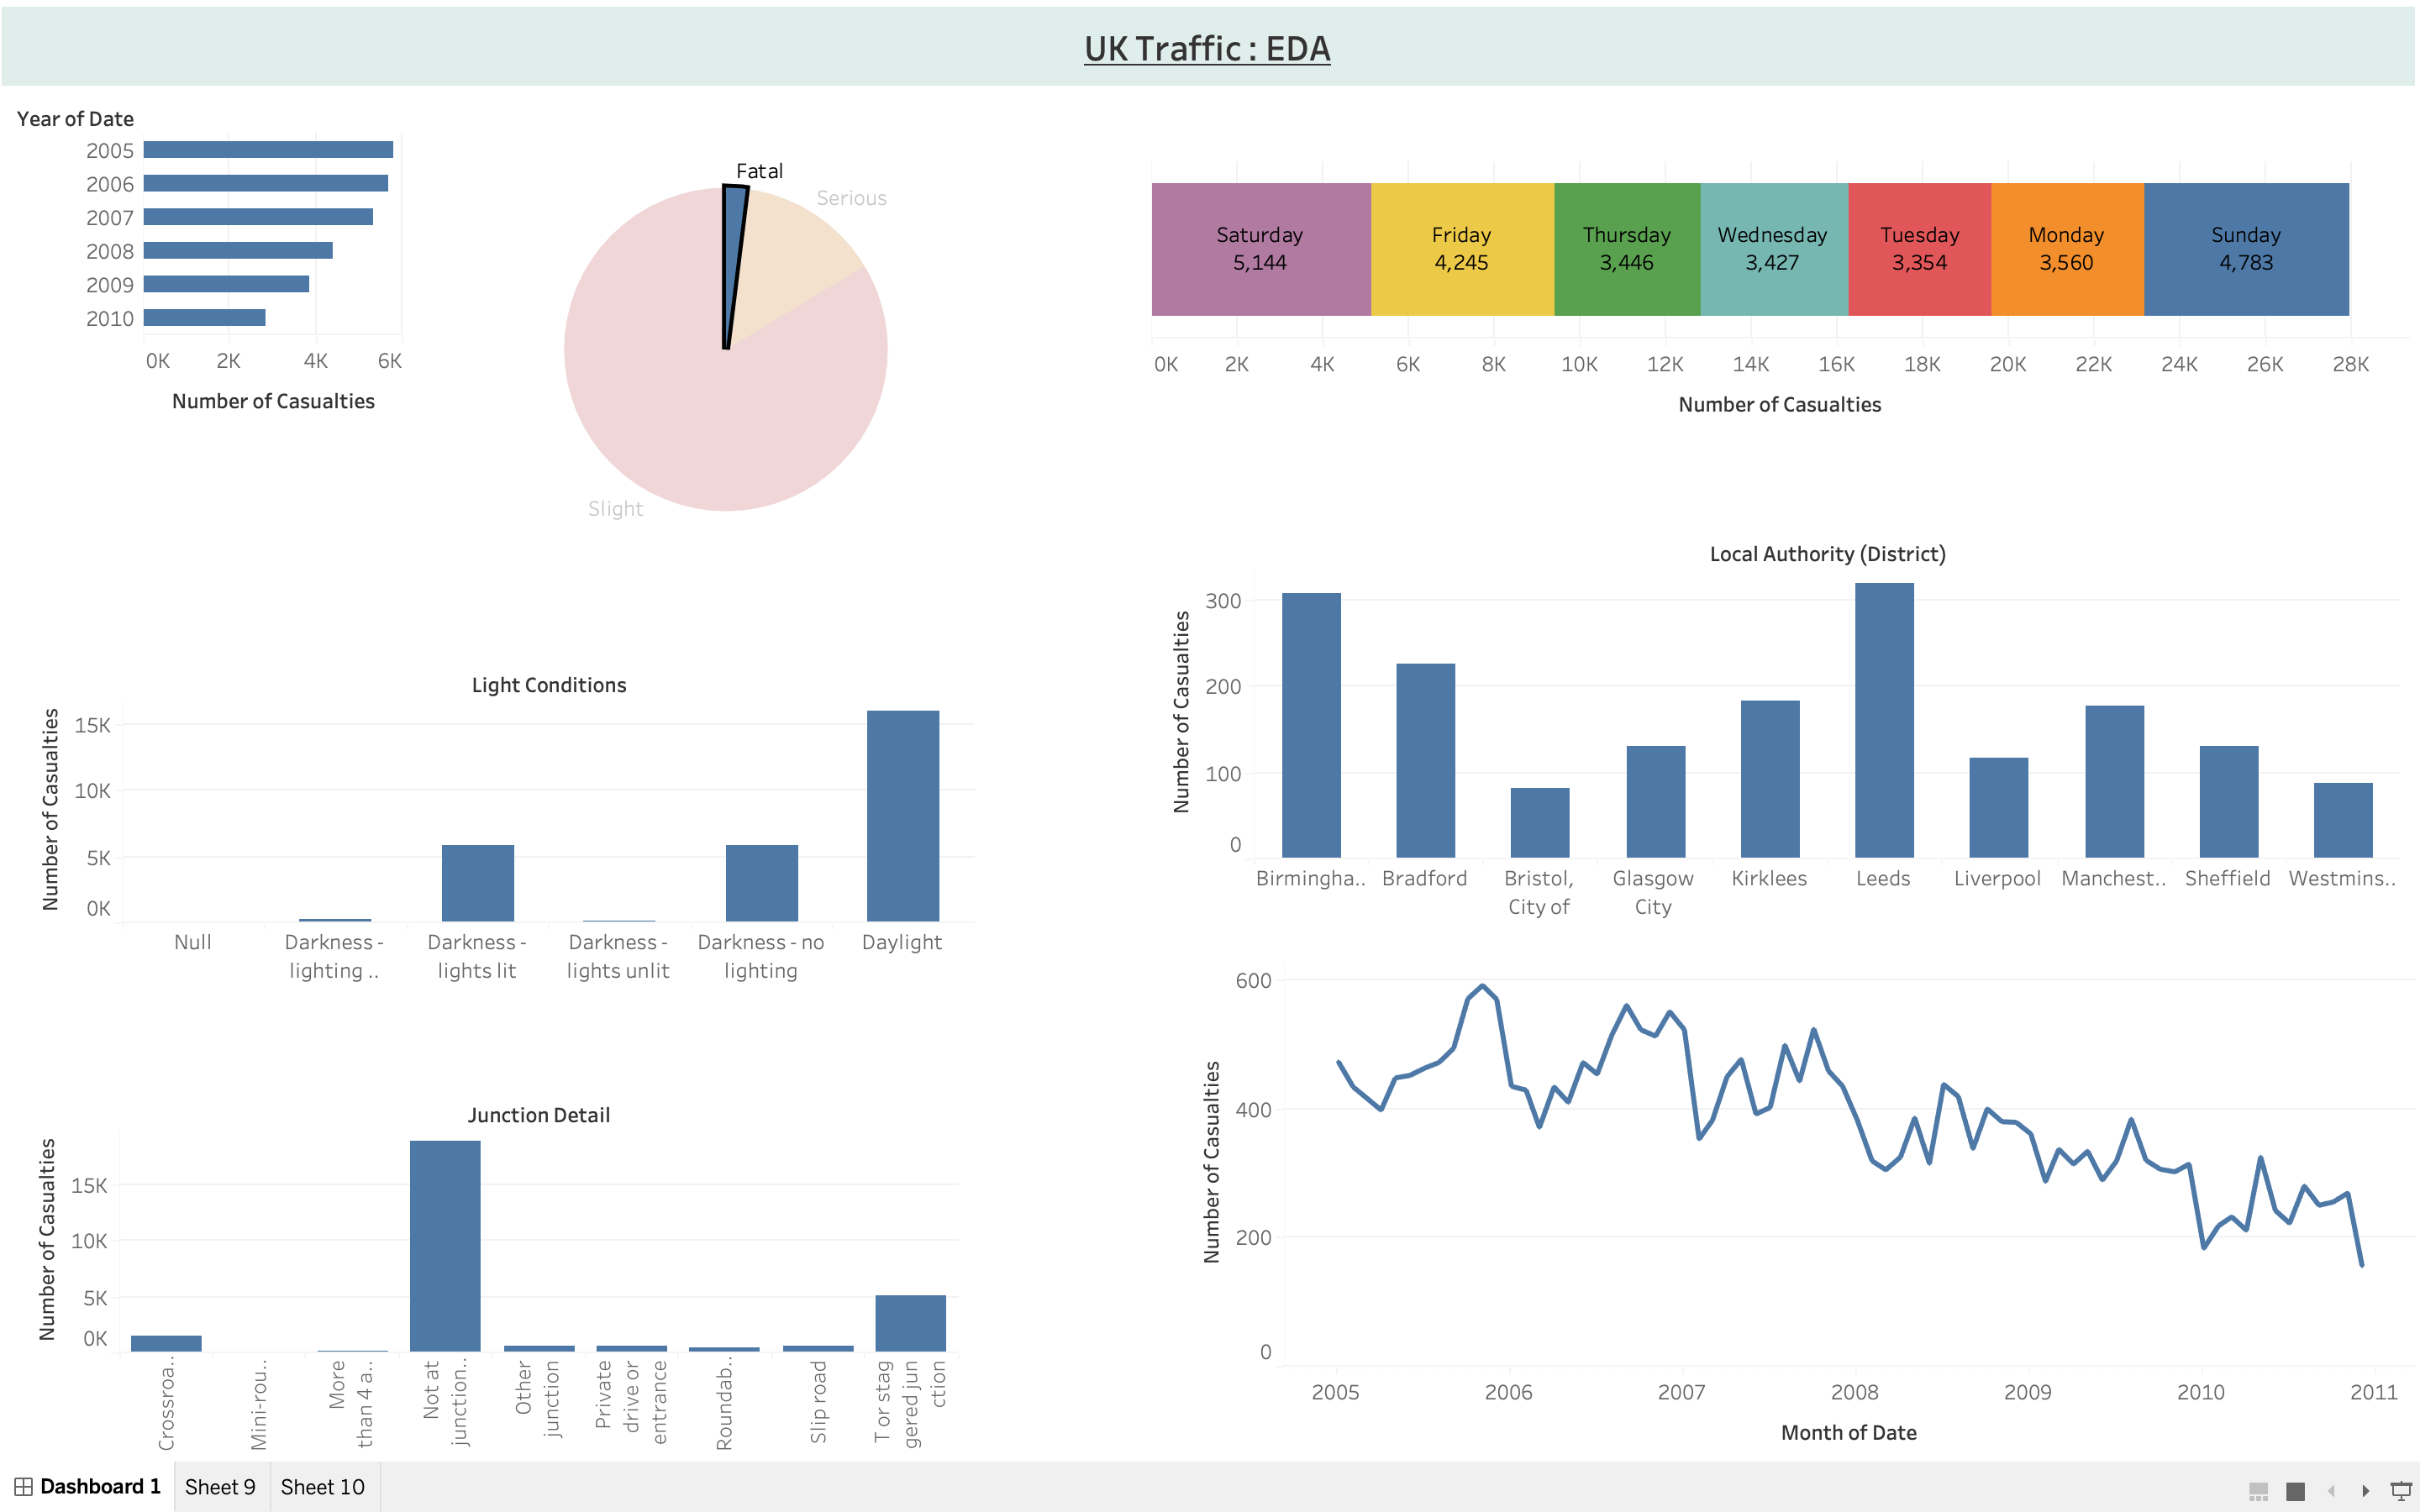 UK Traffic : EDA
Year of Date
2005
2006
2007
2008
2009
2010
0K 2K 4K 6K
Number of Casualties
Fatal
Serious
Slight
Saturday
5,144
Friday
4,245
Thursday
3,446
Wednesday
3,427
Tuesday
3,354
Monday
3,560
Sunday
4,783
0K 2K 4K 6K 8K 10K 12K 14K 16K 18K 20K 22K 24K 26K 28K
Number of Casualties
Light Conditions
Number of Casualties
15K
10K
5K
0K
Null
Darkness -
lighting ..
Darkness -
lights lit
Darkness -
lights unlit
Darkness - no
lighting
Daylight
Local Authority (District)
Number of Casualties
300
200
100
0
Birmingha..
Bradford
Bristol,
City of
Glasgow
City
Kirklees
Leeds
Liverpool
Manchest..
Sheffield
Westmins..
Junction Detail
Number of Casualties
15K
10K
5K
0K
Crossroa..
Mini-rou..
More
than 4 a..
Not at
junction..
Other
junction
Private
drive or
entrance
Roundab..
Slip road
T or stag
gered jun
ction
Number of Casualties
600
400
200
0
2005 2006 2007 2008 2009 2010 2011
Month of Date
Dashboard 1 Sheet 9 Sheet 10